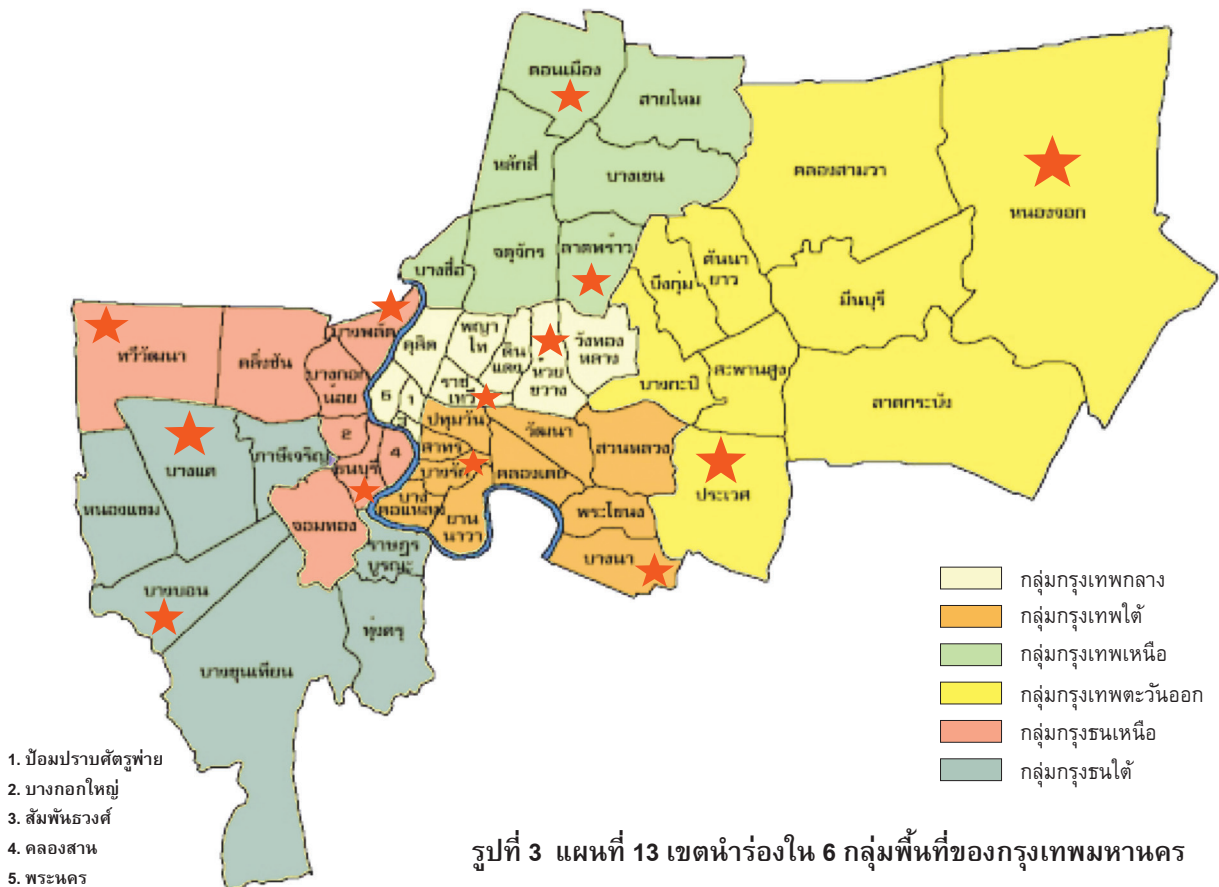 ดอนเมือง
สายไหม
หลักสี่
บางเขน
คลองสามวา
หนองจอก
จตุจักร
ลาดพร้าว
บางซื่อ
บึงกุ่ม
คันนา
ยาว
มีนบุรี
ทวีวัฒนา
ตลิ่งชัน
บางพลัด
บางกอก
น้อย
ดุสิต
พญา
ไท
ดิน
แดง
ห้วย
ขวาง
วังทอง
หลาง
ราช
เทวี
5
1
3
บางกะปิ
สะพานสูง
ลาดกระบัง
ปทุมวัน
วัฒนา
สวนหลวง
2
4
บางแค
ภาษีเจริญ
ธนบุรี
สาทร
บางรัก
คลองเตย
ประเวศ
หนองแขม
จอมทอง
บาง
คอแหลม
ยาน
นาวา
พระโขนง
บางนา
ราษฎร
บูรณะ
บางบอน
ทุ่งครุ
บางขุนเทียน
กลุ่มกรุงเทพกลาง
กลุ่มกรุงเทพใต้
กลุ่มกรุงเทพเหนือ
กลุ่มกรุงเทพตะวันออก
กลุ่มกรุงธนเหนือ
กลุ่มกรุงธนใต้
1. ป้อมปราบศัตรูพ่าย
2. บางกอกใหญ่
3. สัมพันธวงศ์
4. คลองสาน
5. พระนคร
รูปที่ 3 แผนที่ 13 เขตนำร่องใน 6 กลุ่มพื้นที่ของกรุงเทพมหานคร